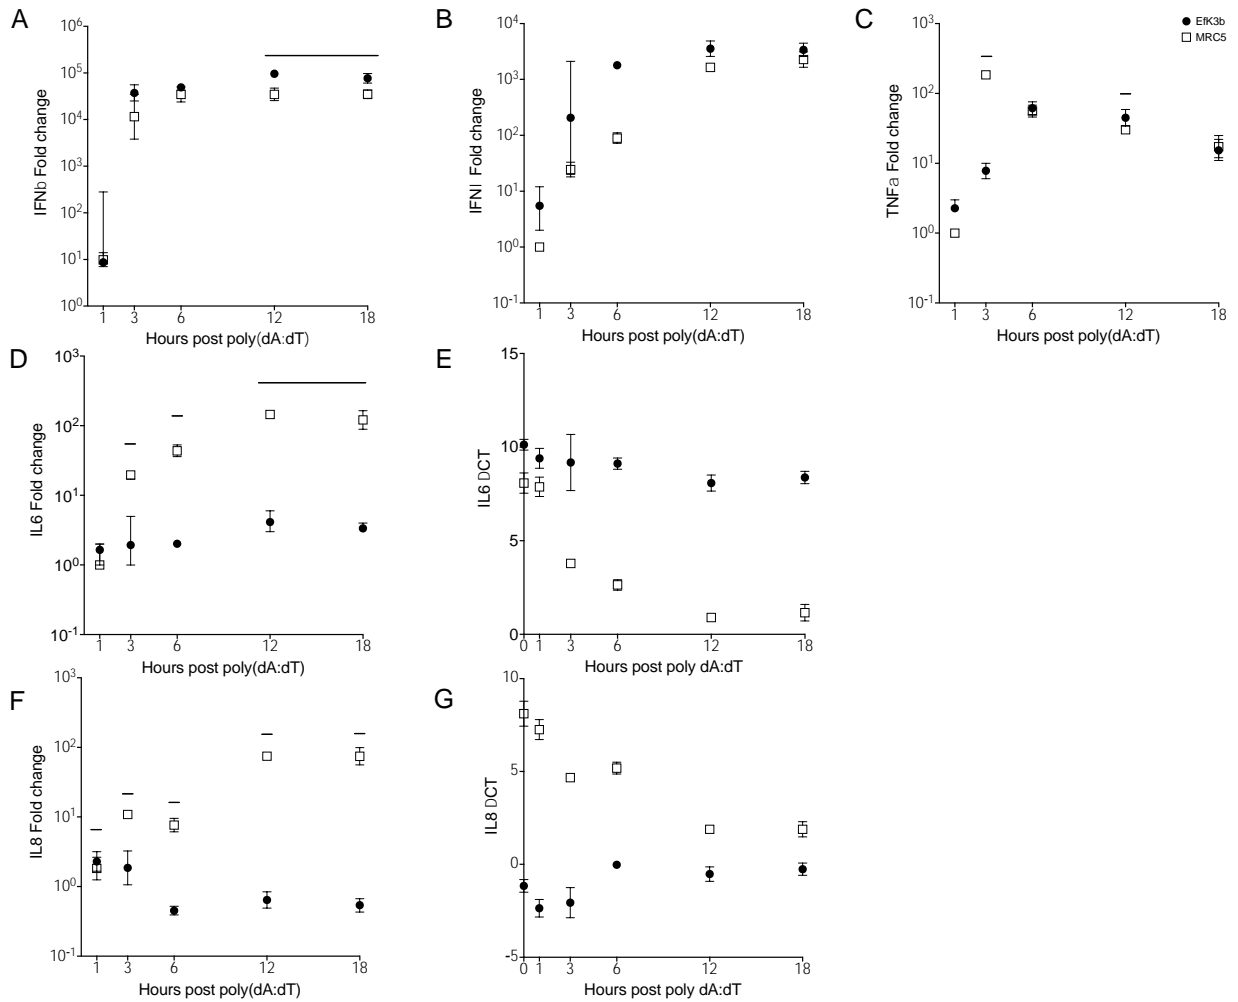 A
10⁶
10⁵
10⁴
10³
10²
10¹
10⁰
IFNb Fold change
1 3 6 12 18
Hours post poly(dA:dT)
B
10⁴
10³
10²
10¹
10⁰
10⁻¹
IFNl Fold change
1 3 6 12 18
Hours post poly(dA:dT)
C
10³
10²
10¹
10⁰
10⁻¹
TNFa Fold change
1 3 6 12 18
Hours post poly(dA:dT)
EfK3b
MRC5
D
10³
10²
10¹
10⁰
10⁻¹
IL6 Fold change
1 3 6 12 18
Hours post poly(dA:dT)
E
15
10
5
0
IL6 DCT
0 1 3 6 12 18
Hours post poly dA:dT
F
10³
10²
10¹
10⁰
10⁻¹
IL8 Fold change
1 3 6 12 18
Hours post poly(dA:dT)
G
10
5
0
-5
IL8 DCT
0 1 3 6 12 18
Hours post poly dA:dT